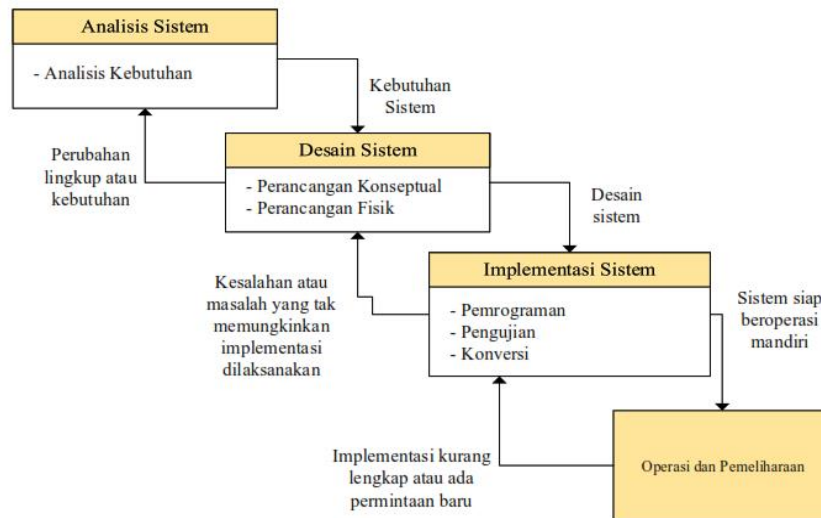 Analisis Sistem
- Analisis Kebutuhan
Kebutuhan
Sistem
Perubahan
lingkup atau
kebutuhan
Desain Sistem
- Perancangan Konseptual
- Perancangan Fisik
Desain
sistem
Kesalahan atau
masalah yang tak
memungkinkan
implementasi
dilaksanakan
Implementasi Sistem
- Pemrograman
- Pengujian
- Konversi
Sistem siap
beroperasi
mandiri
Implementasi kurang
lengkap atau ada
permintaan baru
Operasi dan Pemeliharaan